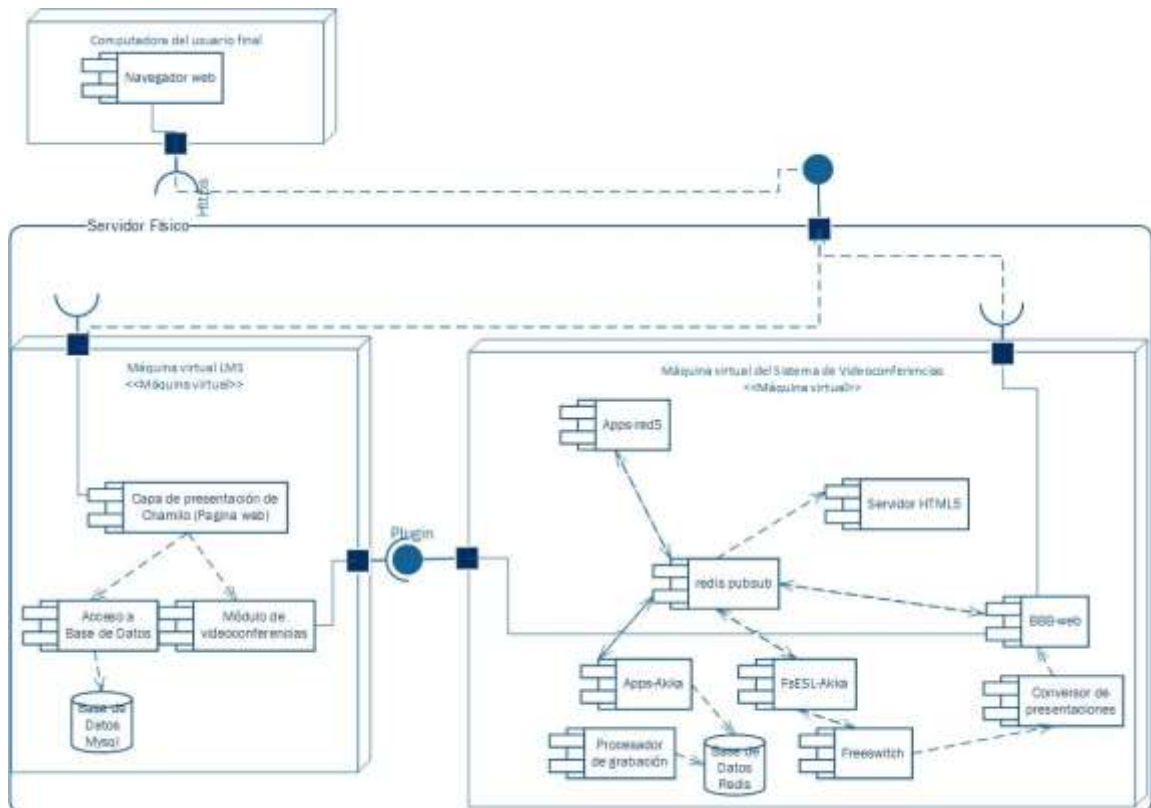 Computadora del usuario final
Navegador web
Https
Servidor Físico
Máquina virtual LMS
<<Máquina virtual>>
Capa de presentación de
Chamilo (Pagina web)
Acceso a
Base de Datos
Módulo de
videoconferencias
Base de
Datos
Mysql
Plugin
Máquina virtual del Sistema de Videoconferencias
<<Máquina virtual>>
Apps-red5
Servidor HTML5
redis pubsub
BBB-web
Apps-Akka
FsESL-Akka
Conversor de
presentaciones
Procesador
de grabación
Base de
Datos
Redis
Freeswitch